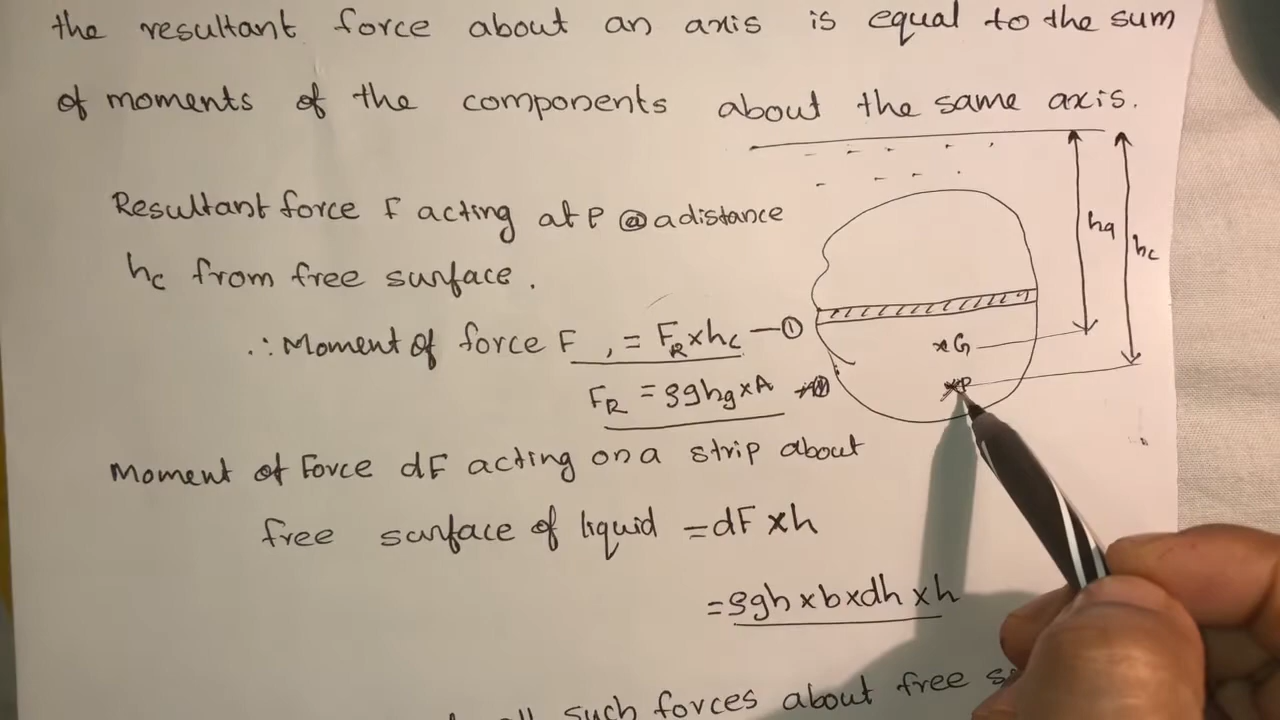 the resultant force about an axis is equal to the sum
of moments of the components about the same axis.
Resultant force F acting at P @ a distance
hc from free surface.
∴ Moment of force F, = FR × hc — ①
FR = ρghg × A
Moment of Force dF acting on a strip about
free surface of liquid = dF × h
= ρgh × b × dh × h
such forces about free
hg
hc
×G
×P